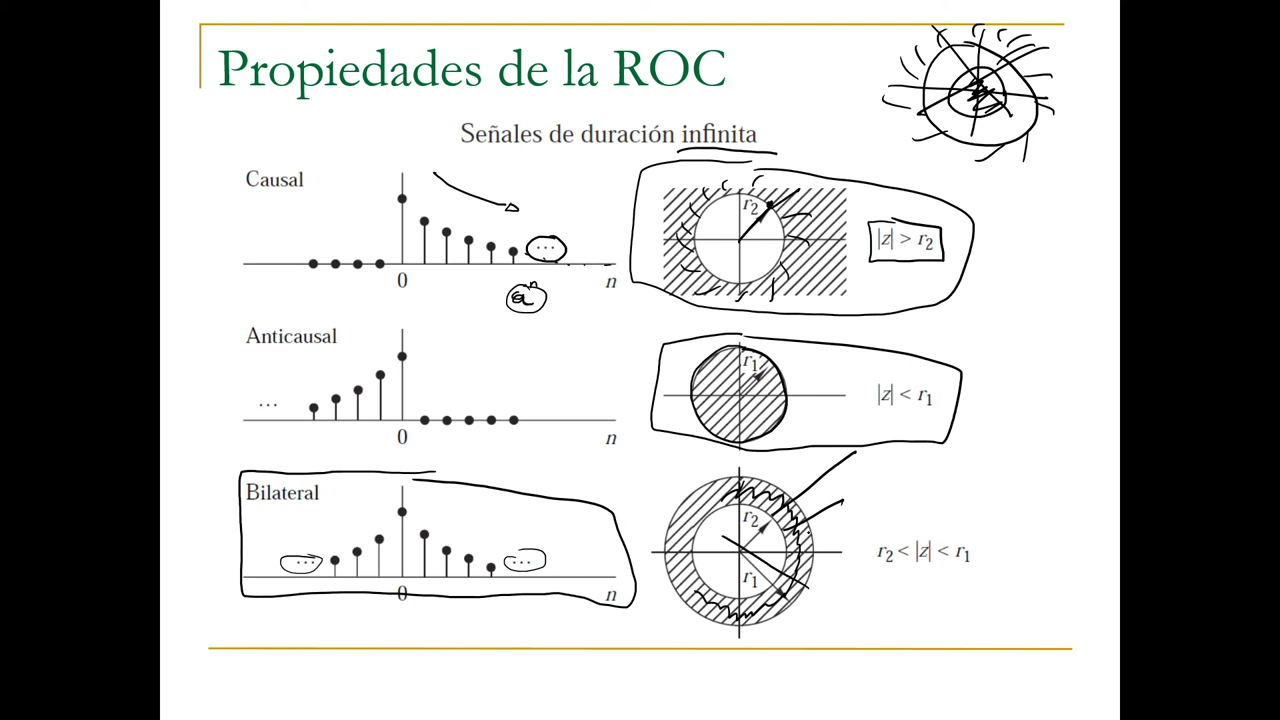 Propiedades de la ROC
Señales de duración infinita
Causal
...
0
n
aⁿ
r₂
|z| > r₂
Anticausal
...
0
n
r₁
|z| < r₁
Bilateral
...
...
0
n
r₂
r₁
r₂ < |z| < r₁